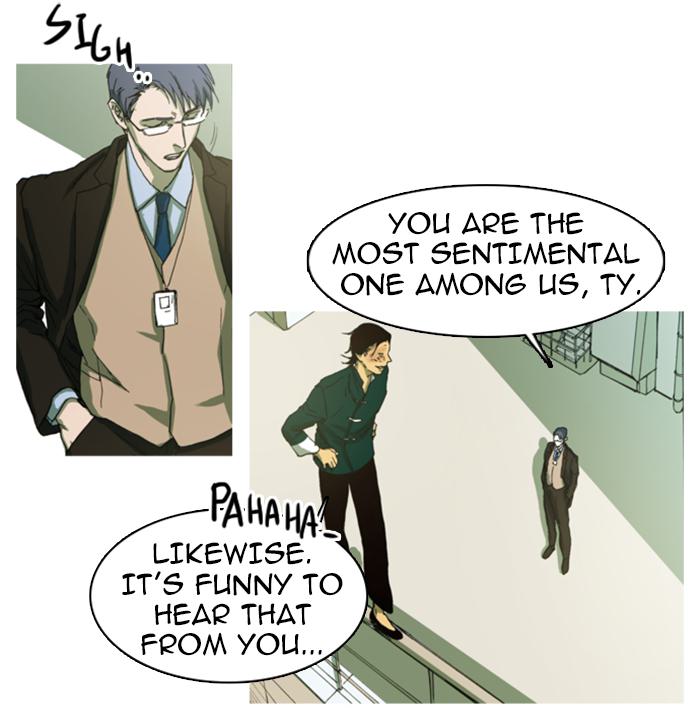 SIGH..
YOU ARE THE
MOST SENTIMENTAL
ONE AMONG US, TY.
PAHAHA!
LIKEWISE.
IT'S FUNNY TO
HEAR THAT
FROM YOU...